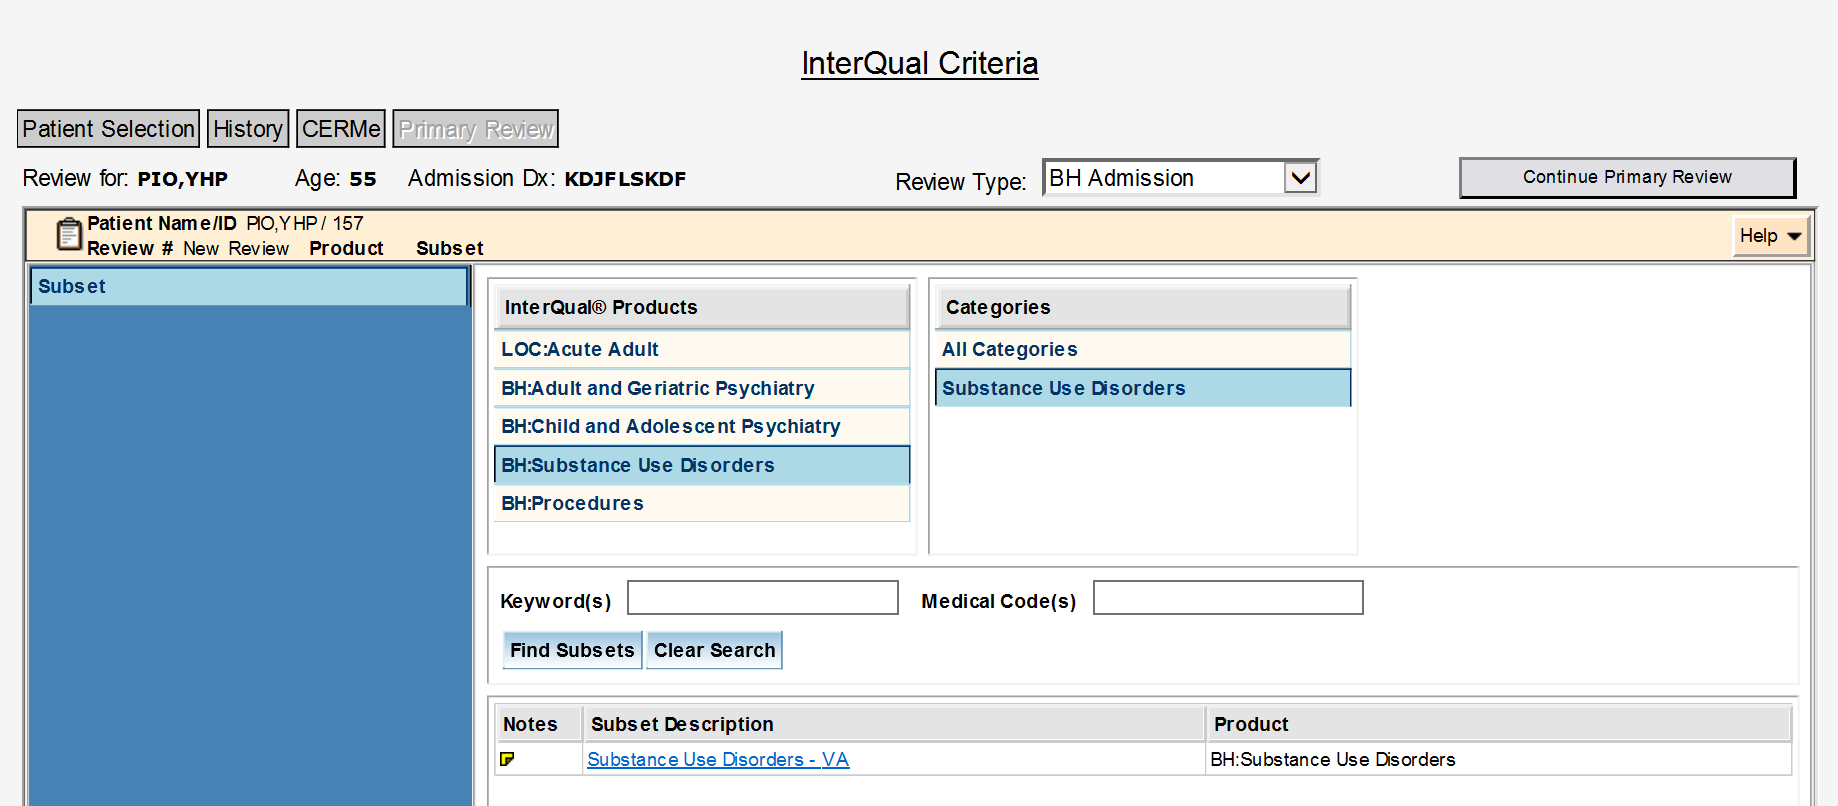 InterQual Criteria
Patient Selection History CERMe Primary Review
Review for: PIO,YHP Age: 55 Admission Dx: KDJFLSKDF Review Type: BH Admission Continue Primary Review
Patient Name/ID PIO,YHP / 157
Review # New Review Product Subset
Help
Subset
InterQual® Products
LOC:Acute Adult
BH:Adult and Geriatric Psychiatry
BH:Child and Adolescent Psychiatry
BH:Substance Use Disorders
BH:Procedures
Categories
All Categories
Substance Use Disorders
Keyword(s) Medical Code(s)
Find Subsets Clear Search
Notes Subset Description Product
Substance Use Disorders - VA BH:Substance Use Disorders